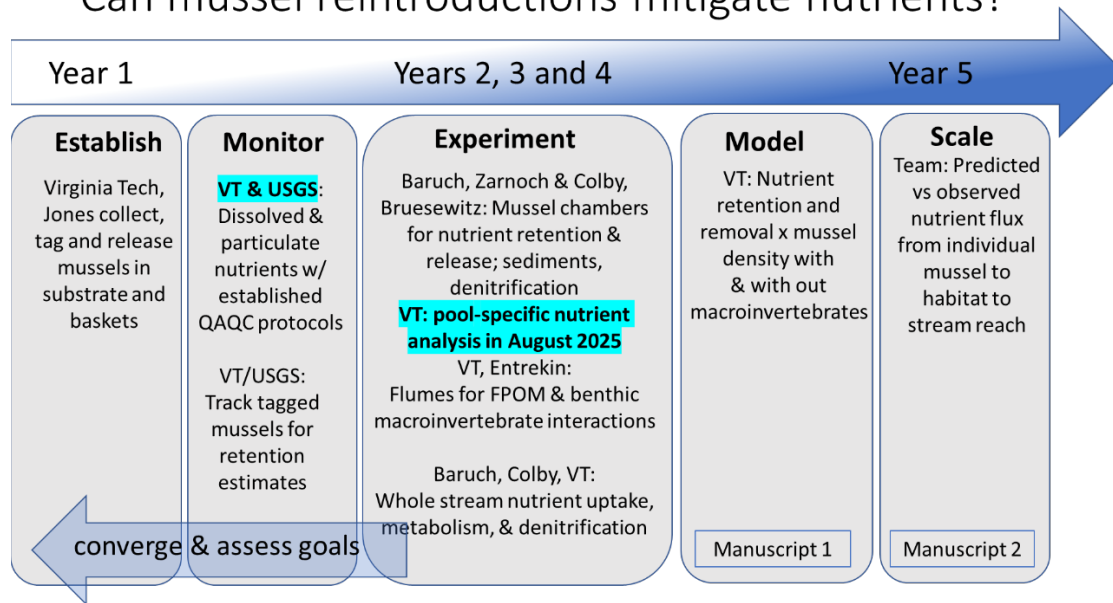 Can mussel reintroductions mitigate nutrients?
Year 1
Years 2, 3 and 4
Year 5
Establish
Virginia Tech,
Jones collect,
tag and release
mussels in
substrate and
baskets
Monitor
VT & USGS:
Dissolved &
particulate
nutrients w/
established
QAQC protocols
VT/USGS:
Track tagged
mussels for
retention
estimates
Experiment
Baruch, Zarnoch & Colby,
Bruesewitz: Mussel chambers
for nutrient retention &
release; sediments,
denitrification
VT: pool-specific nutrient
analysis in August 2025
VT, Entrekin:
Flumes for FPOM & benthic
macroinvertebrate interactions
Baruch, Colby, VT:
Whole stream nutrient uptake,
metabolism, & denitrification
Model
VT: Nutrient
retention and
removal x mussel
density with
& with out
macroinvertebrates
Manuscript 1
Scale
Team: Predicted
vs observed
nutrient flux
from individual
mussel to
habitat to
stream reach
Manuscript 2
converge & assess goals